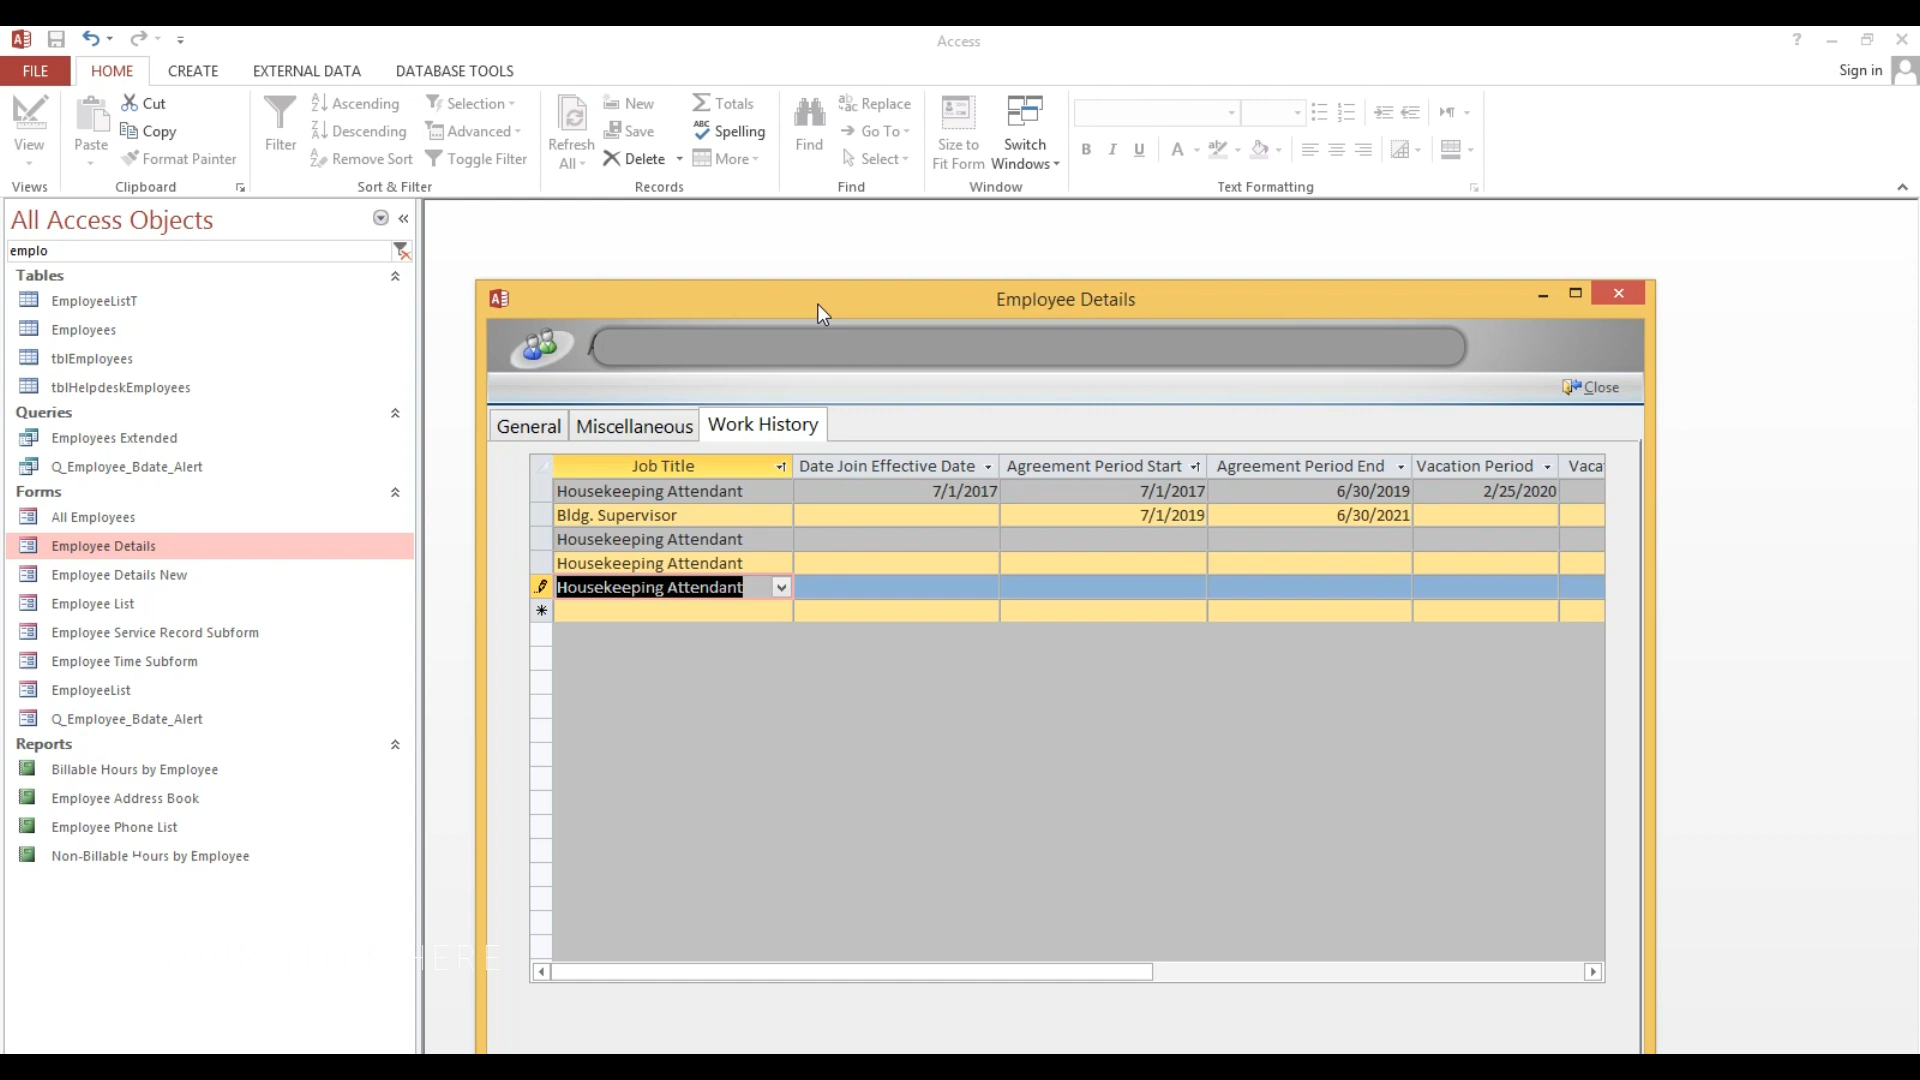 Access
Sign in
FILE HOME CREATE EXTERNAL DATA DATABASE TOOLS
View
Views
Paste
Cut
Copy
Format Painter
Clipboard
Filter
Ascending
Descending
Remove Sort
Selection
Advanced
Toggle Filter
Sort & Filter
Refresh
All
New
Save
Delete
Totals
Spelling
More
Records
Find
Replace
Go To
Select
Find
Size to
Fit Form
Switch
Windows
Window
B I U A
Text Formatting
All Access Objects
emplo
Tables
EmployeeListT
Employees
tblEmployees
tblHelpdeskEmployees
Queries
Employees Extended
Q_Employee_Bdate_Alert
Forms
All Employees
Employee Details
Employee Details New
Employee List
Employee Service Record Subform
Employee Time Subform
EmployeeList
Q_Employee_Bdate_Alert
Reports
Billable Hours by Employee
Employee Address Book
Employee Phone List
Non-Billable Hours by Employee
Employee Details
Close
General Miscellaneous Work History
Job Title Date Join Effective Date Agreement Period Start Agreement Period End Vacation Period Vaca
Housekeeping Attendant 7/1/2017 7/1/2017 6/30/2019 2/25/2020
Bldg. Supervisor 7/1/2019 6/30/2021
Housekeeping Attendant
Housekeeping Attendant
Housekeeping Attendant